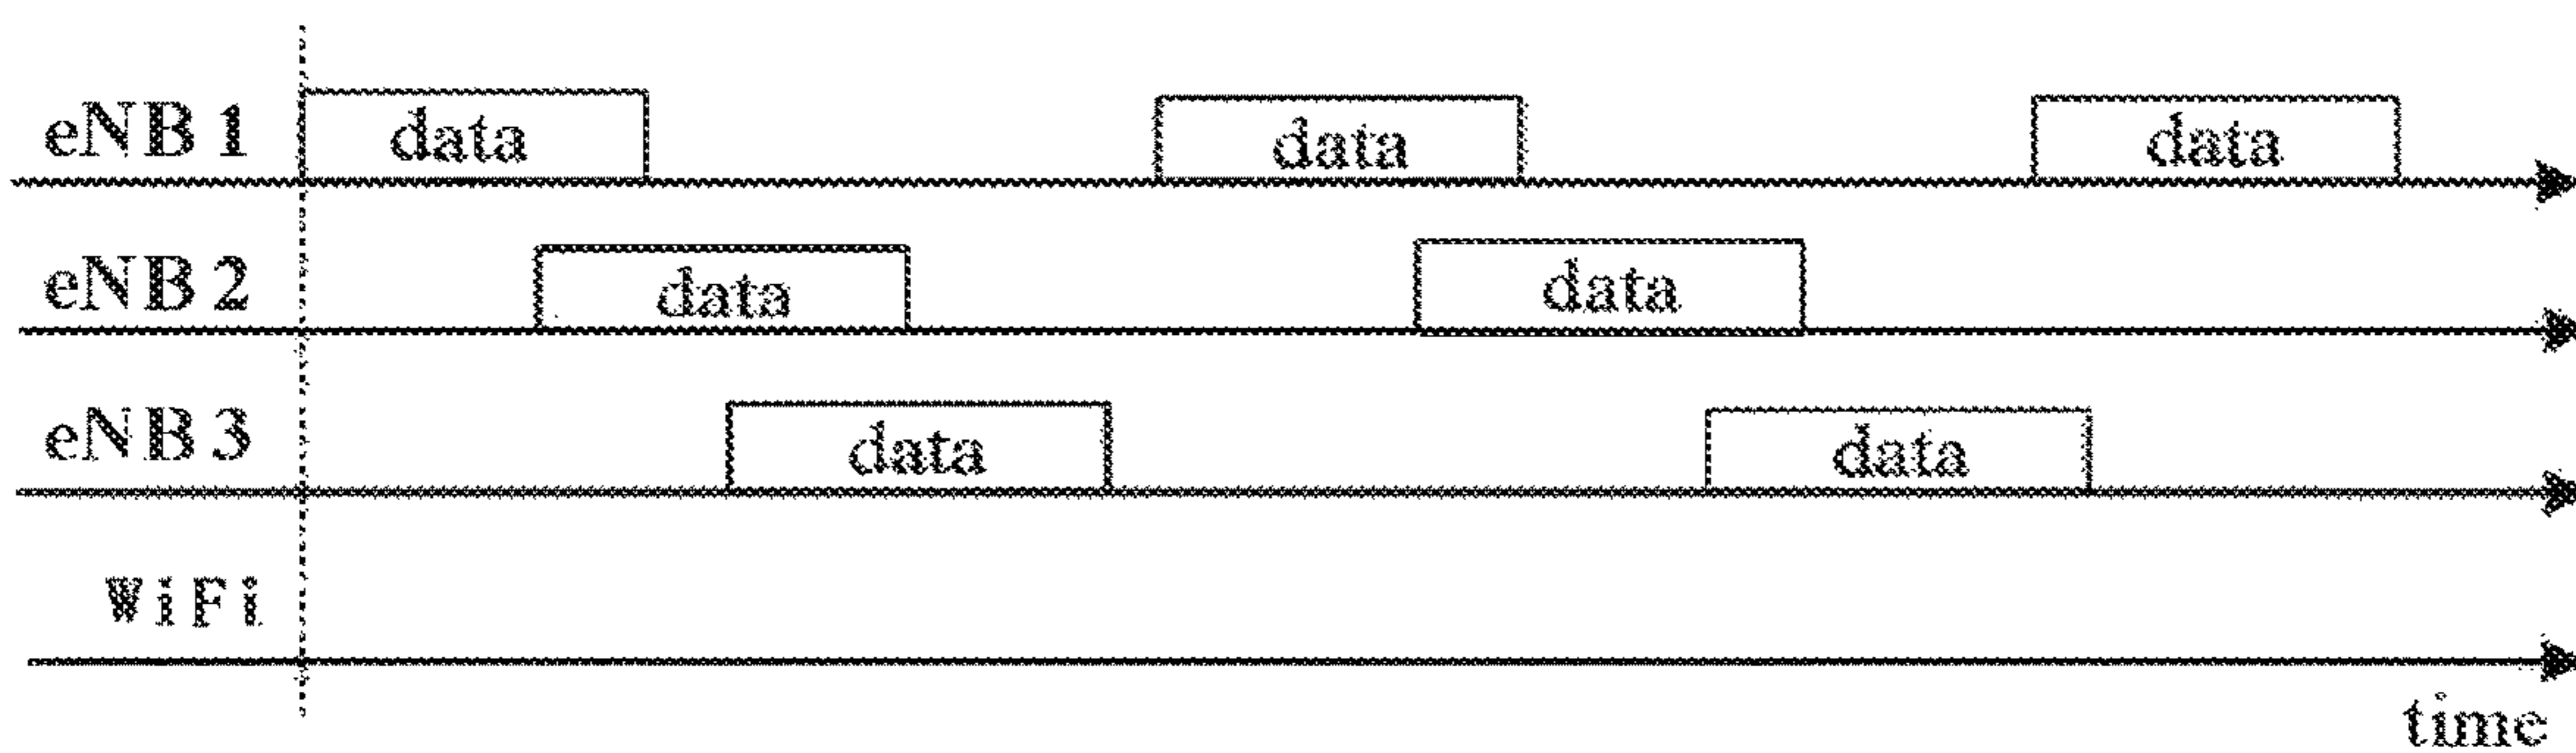 eNB 1 data data data
eNB 2 data data
eNB 3 data data
WiFi
time